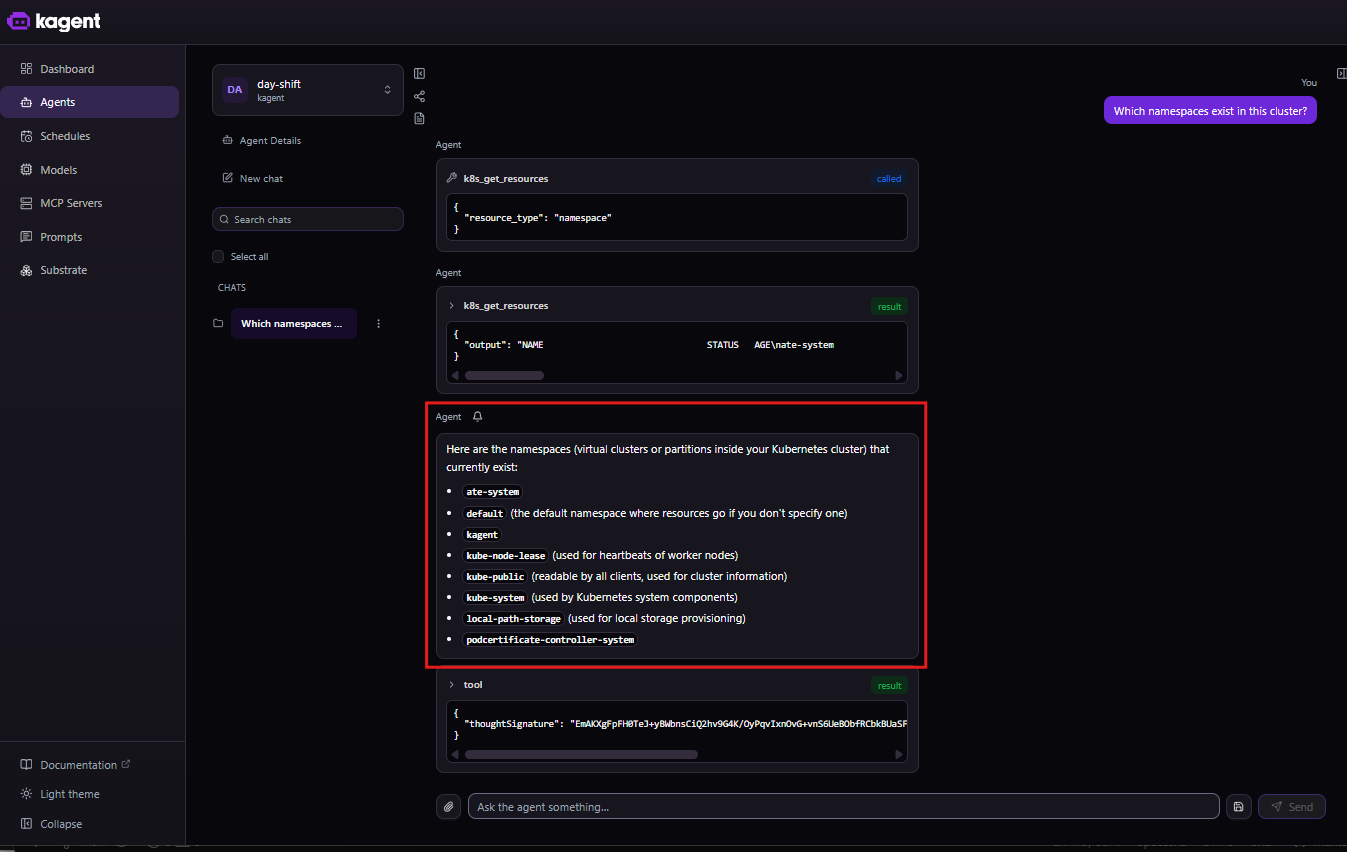 kagent
Dashboard
Agents
Schedules
Models
MCP Servers
Prompts
Substrate
Documentation
Light theme
Collapse
DA
day-shift
kagent
Agent Details
New chat
Search chats
Select all
CHATS
Which namespaces ...
You
Which namespaces exist in this cluster?
Agent
k8s_get_resources
called
{
"resource_type": "namespace"
}
Agent
k8s_get_resources
result
{
"output": "NAME STATUS AGE\nate-system
}
Agent
Here are the namespaces (virtual clusters or partitions inside your Kubernetes cluster) that
currently exist:
• ate-system
• default (the default namespace where resources go if you don't specify one)
• kagent
• kube-node-lease (used for heartbeats of worker nodes)
• kube-public (readable by all clients, used for cluster information)
• kube-system (used by Kubernetes system components)
• local-path-storage (used for local storage provisioning)
• podcertificate-controller-system
tool
result
{
"thoughtSignature": "EmAKXgFpFH0TeJ+yBWbnsCiQ2hv9G4K/OyPqvIxnOvG+vnS6UeBObfRCbkBUaSF
}
Ask the agent something...
Send